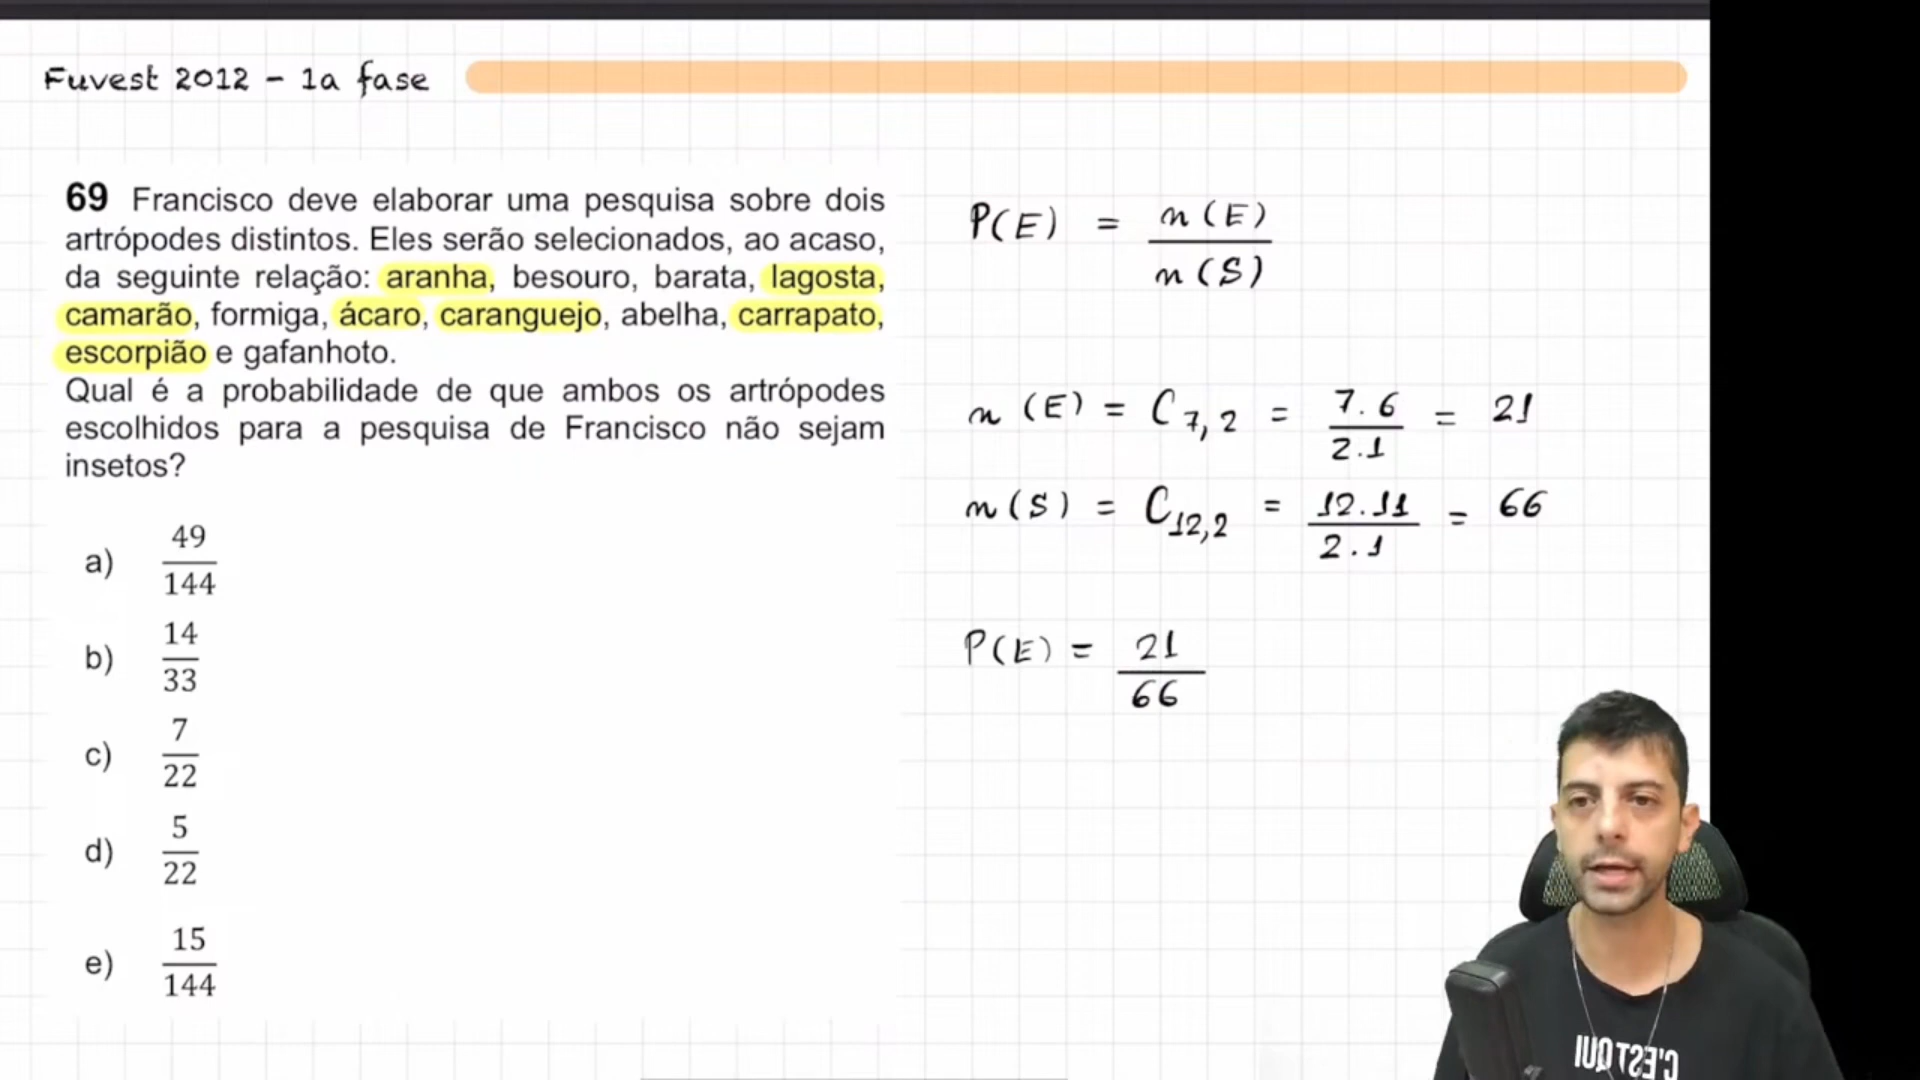 Fuvest 2012 - 1a fase
69 Francisco deve elaborar uma pesquisa sobre dois
artrópodes distintos. Eles serão selecionados, ao acaso,
da seguinte relação: aranha, besouro, barata, lagosta,
camarão, formiga, ácaro, caranguejo, abelha, carrapato,
escorpião e gafanhoto.
Qual é a probabilidade de que ambos os artrópodes
escolhidos para a pesquisa de Francisco não sejam
insetos?
a) 49/144
b) 14/33
c) 7/22
d) 5/22
e) 15/144
P(E) = n(E)/n(S)
n(E) = C7,2 = 7.6/2.1 = 21
n(S) = C12,2 = 12.11/2.1 = 66
P(E) = 21/66
C'EST QUI